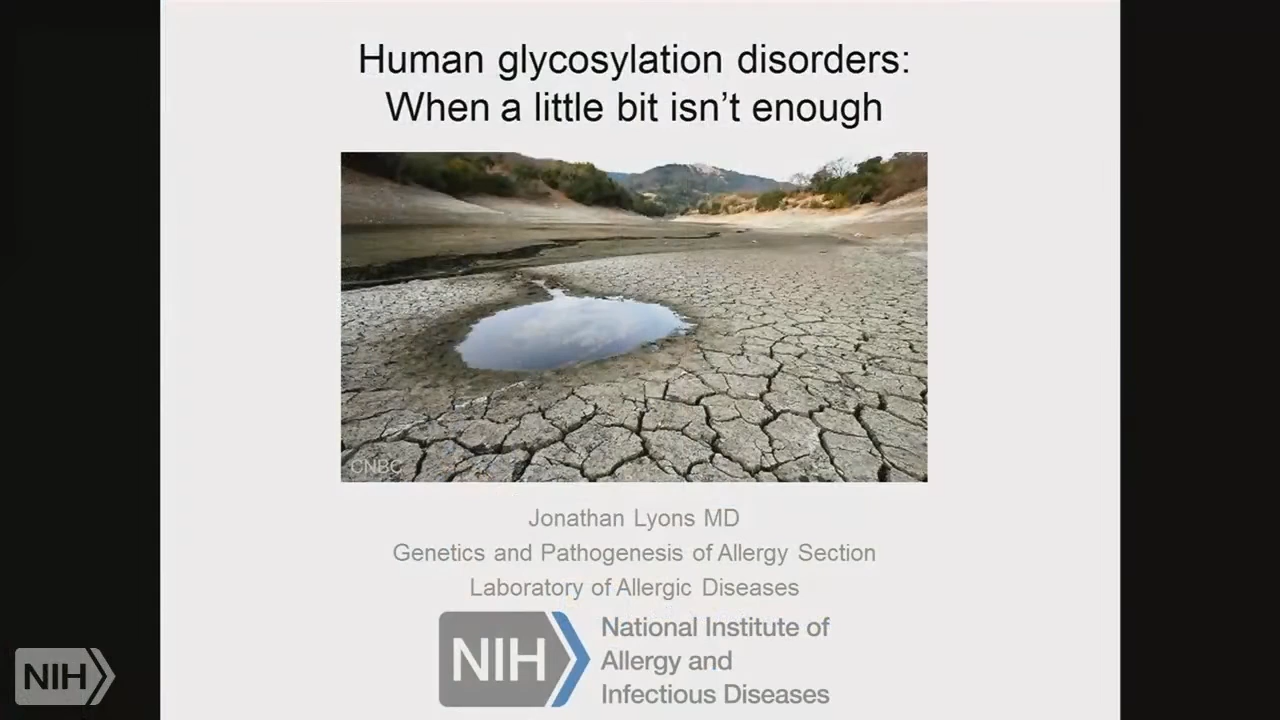 Human glycosylation disorders:
When a little bit isn’t enough
CNBC
Jonathan Lyons MD
Genetics and Pathogenesis of Allergy Section
Laboratory of Allergic Diseases
NIH
National Institute of
Allergy and
Infectious Diseases
NIH